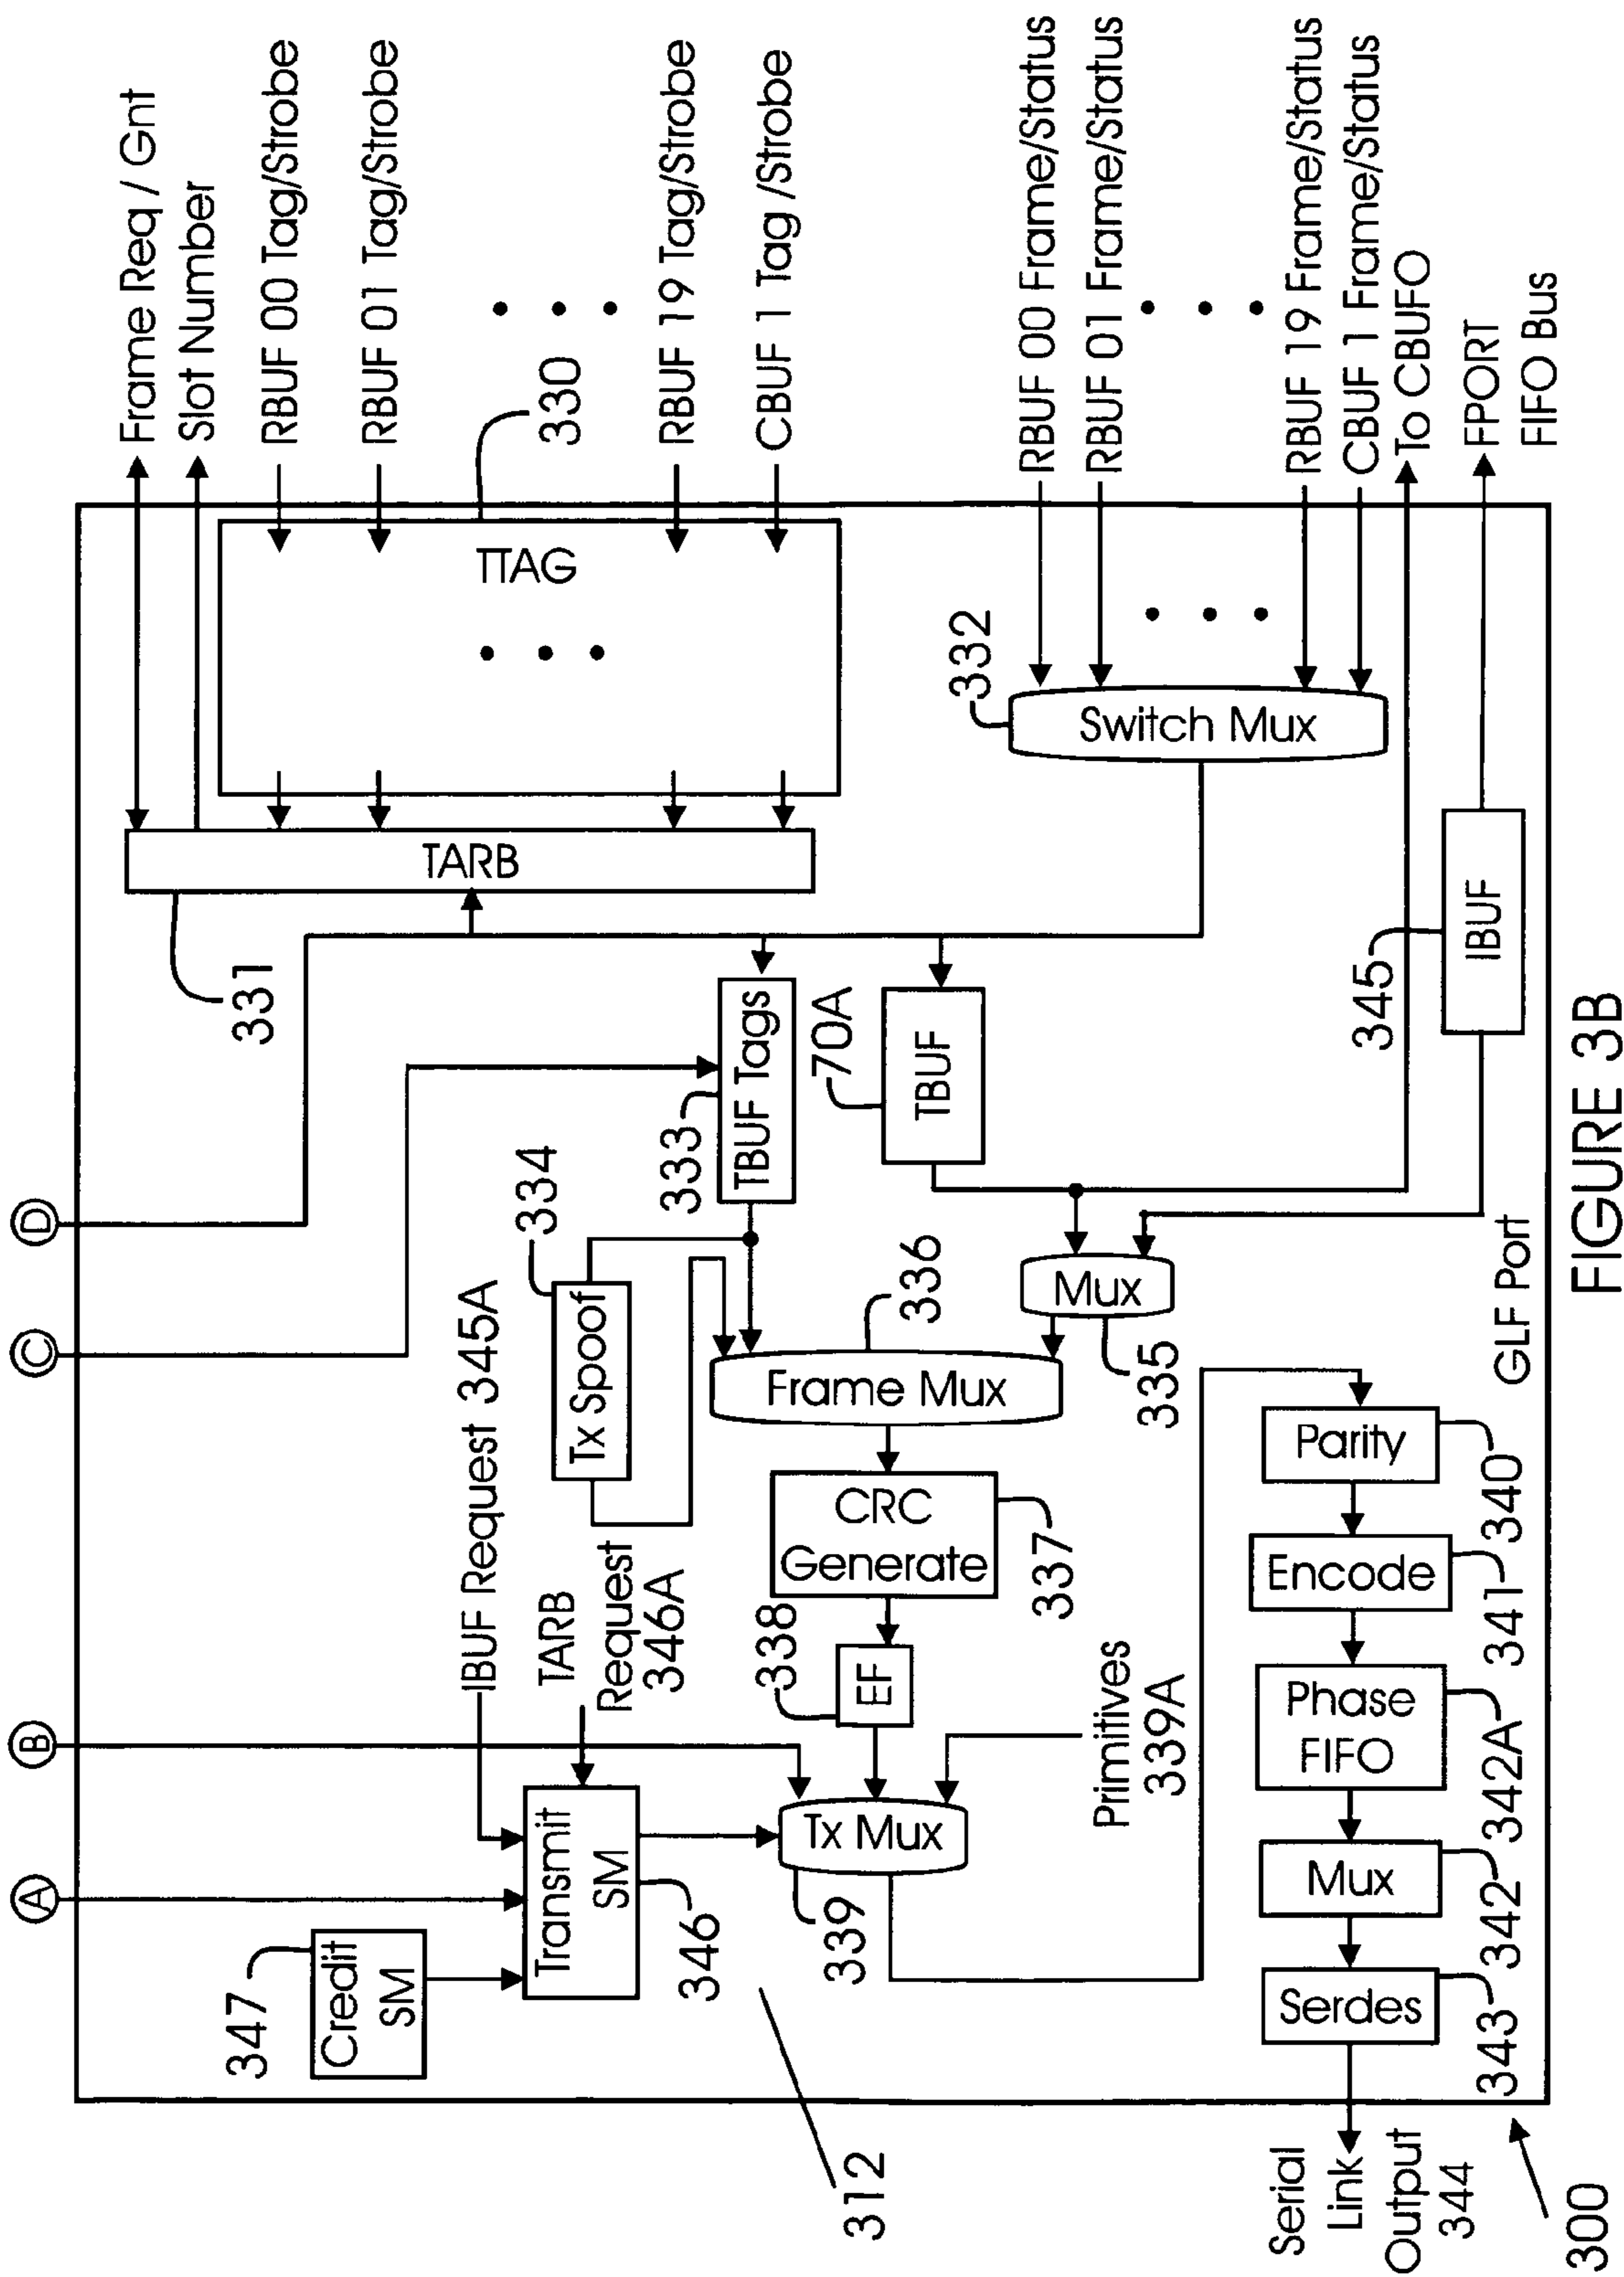 A
B
C
D
Frame Req / Gnt
Slot Number
RBUF 00 Tag/Strobe
RBUF 01 Tag/Strobe
RBUF 19 Tag/Strobe
CBUF 1 Tag /Strobe
TTAG
330
TARB
331
347
Credit
SM
IBUF Request 345A
TARB
Request
346A
Transmit
SM
346
334
Tx Spoof
333
TBUF Tags
70A
TBUF
332
Switch Mux
RBUF 00 Frame/Status
RBUF 01 Frame/Status
RBUF 19 Frame/Status
CBUF 1 Frame/Status
To CBUFO
FPORT
FIFO Bus
345
IBUF
336
Frame Mux
Mux
335
CRC
Generate
337
338
EF
Tx Mux
339
Primitives
339A
312
Parity
340
Encode
341
Phase
FIFO
342A
Mux
342
Serdes
343
Serial
Link
Output
344
GLF Port
300
FIGURE 3B